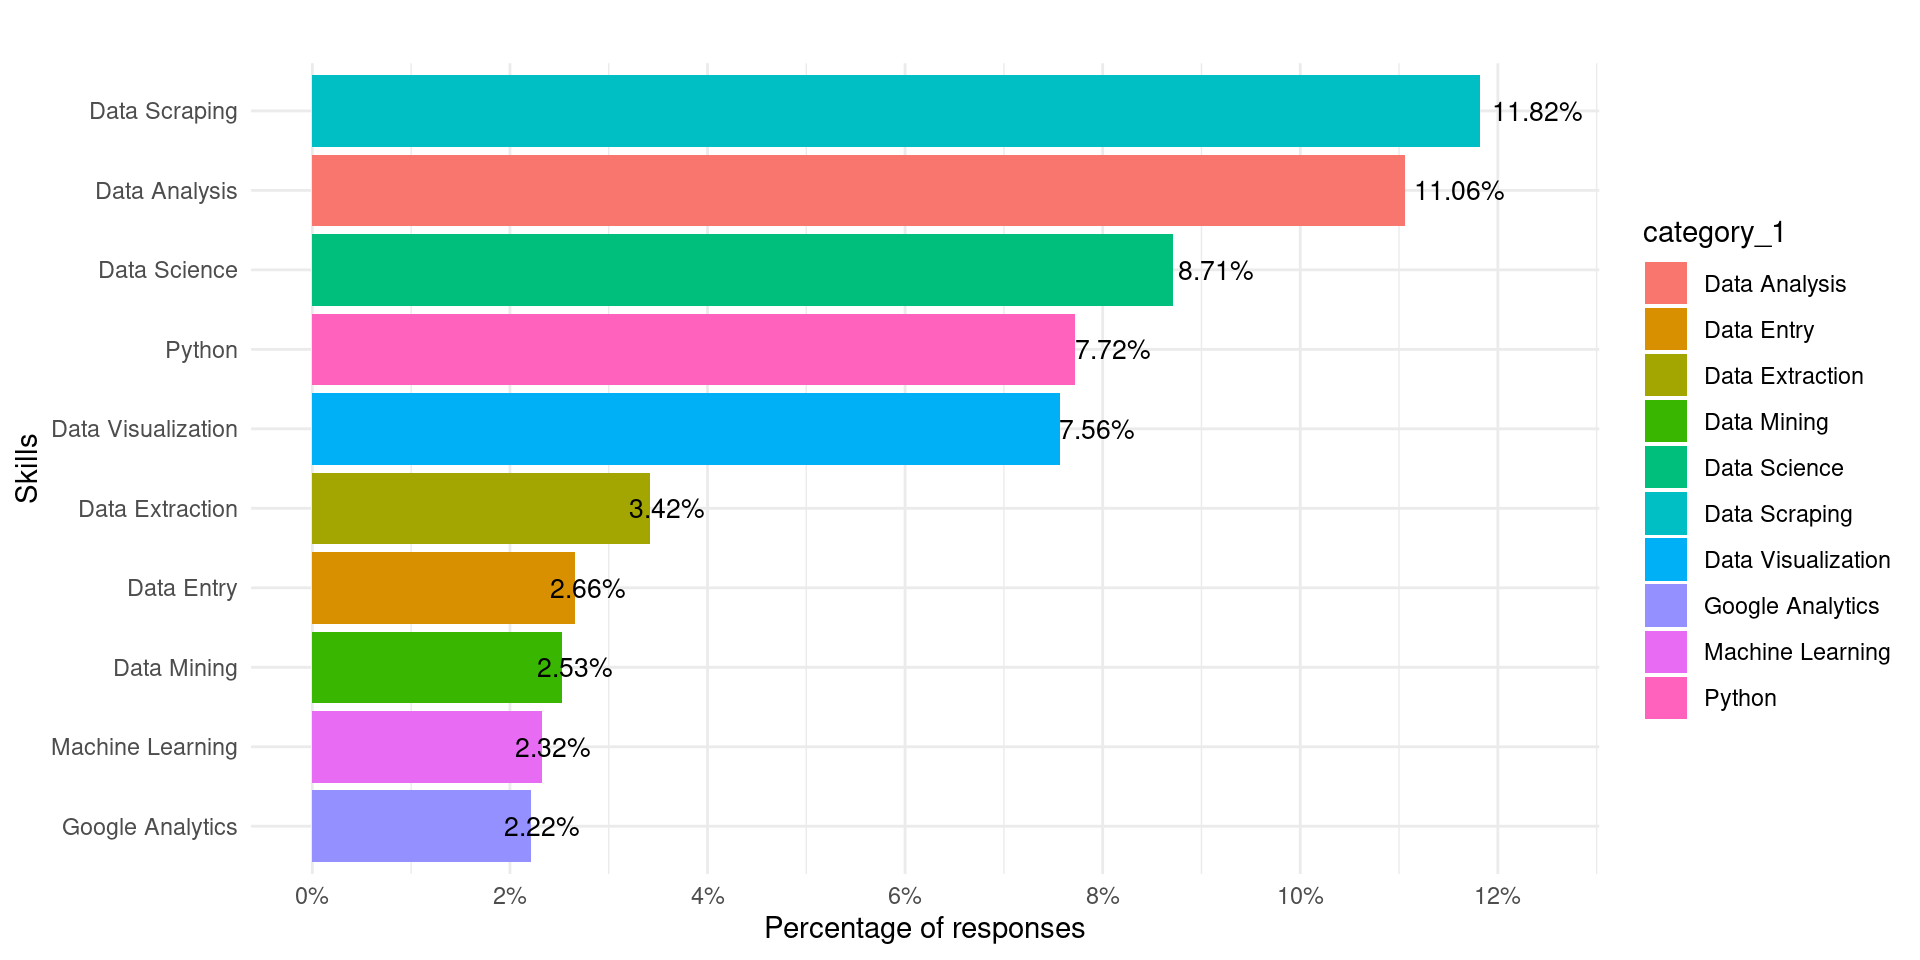 Data Scraping
11.82%
Data Analysis
11.06%
Data Science
8.71%
Python
7.72%
Data Visualization
7.56%
Data Extraction
3.42%
Data Entry
2.66%
Data Mining
2.53%
Machine Learning
2.32%
Google Analytics
2.22%
Skills
0% 2% 4% 6% 8% 10% 12%
Percentage of responses
category_1
Data Analysis
Data Entry
Data Extraction
Data Mining
Data Science
Data Scraping
Data Visualization
Google Analytics
Machine Learning
Python